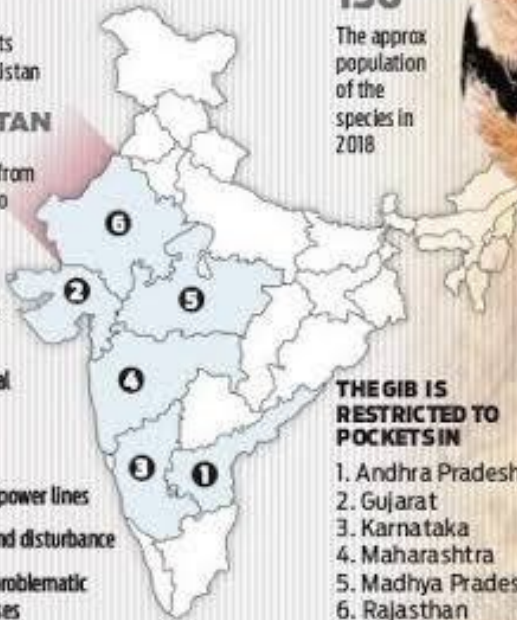 ts
istan
TAN
from
o
al
power lines
nd disturbance
problematic
ses
The approx
population
of the
species in
2018
6
2
5
4
3
1
THE GIB IS
RESTRICTED TO
POCKETS IN
1. Andhra Pradesh
2. Gujarat
3. Karnataka
4. Maharashtra
5. Madhya Prades
6. Rajasthan